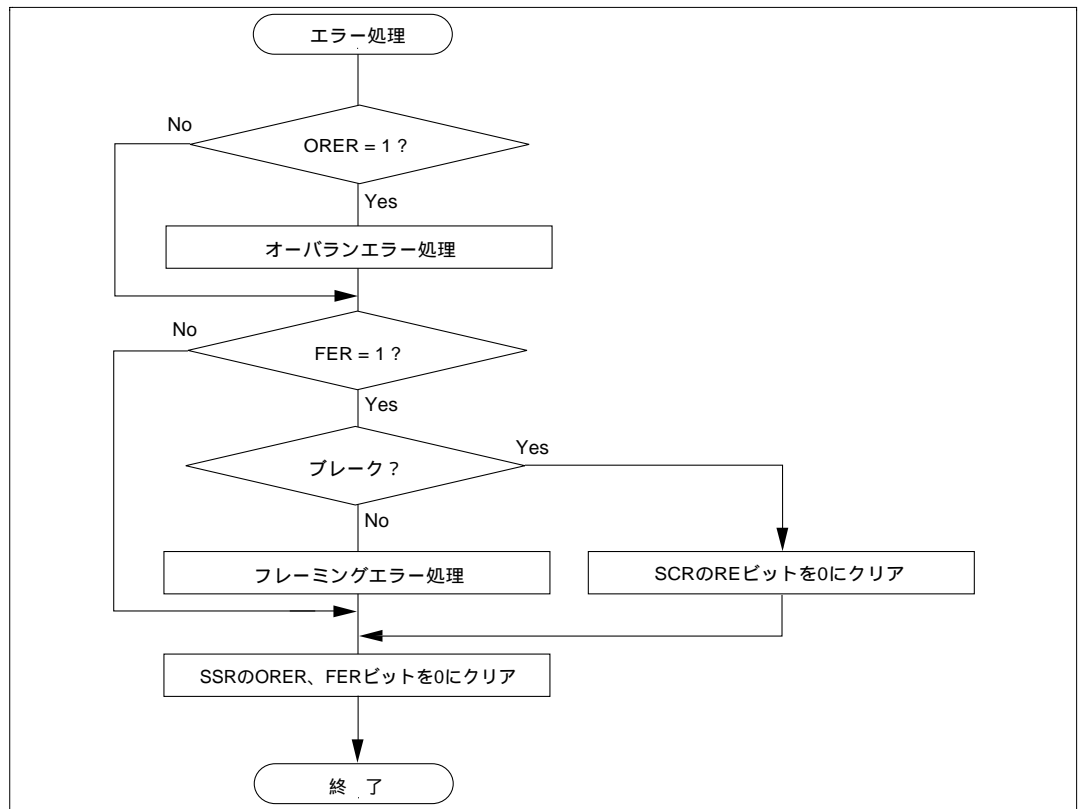 エラー処理
No
ORER = 1 ?
Yes
オーバランエラー処理
No
FER = 1 ?
Yes
ブレーク ?
Yes
No
フレーミングエラー処理
SCRのREビットを0にクリア
SSRのORER、FERビットを0にクリア
終 了